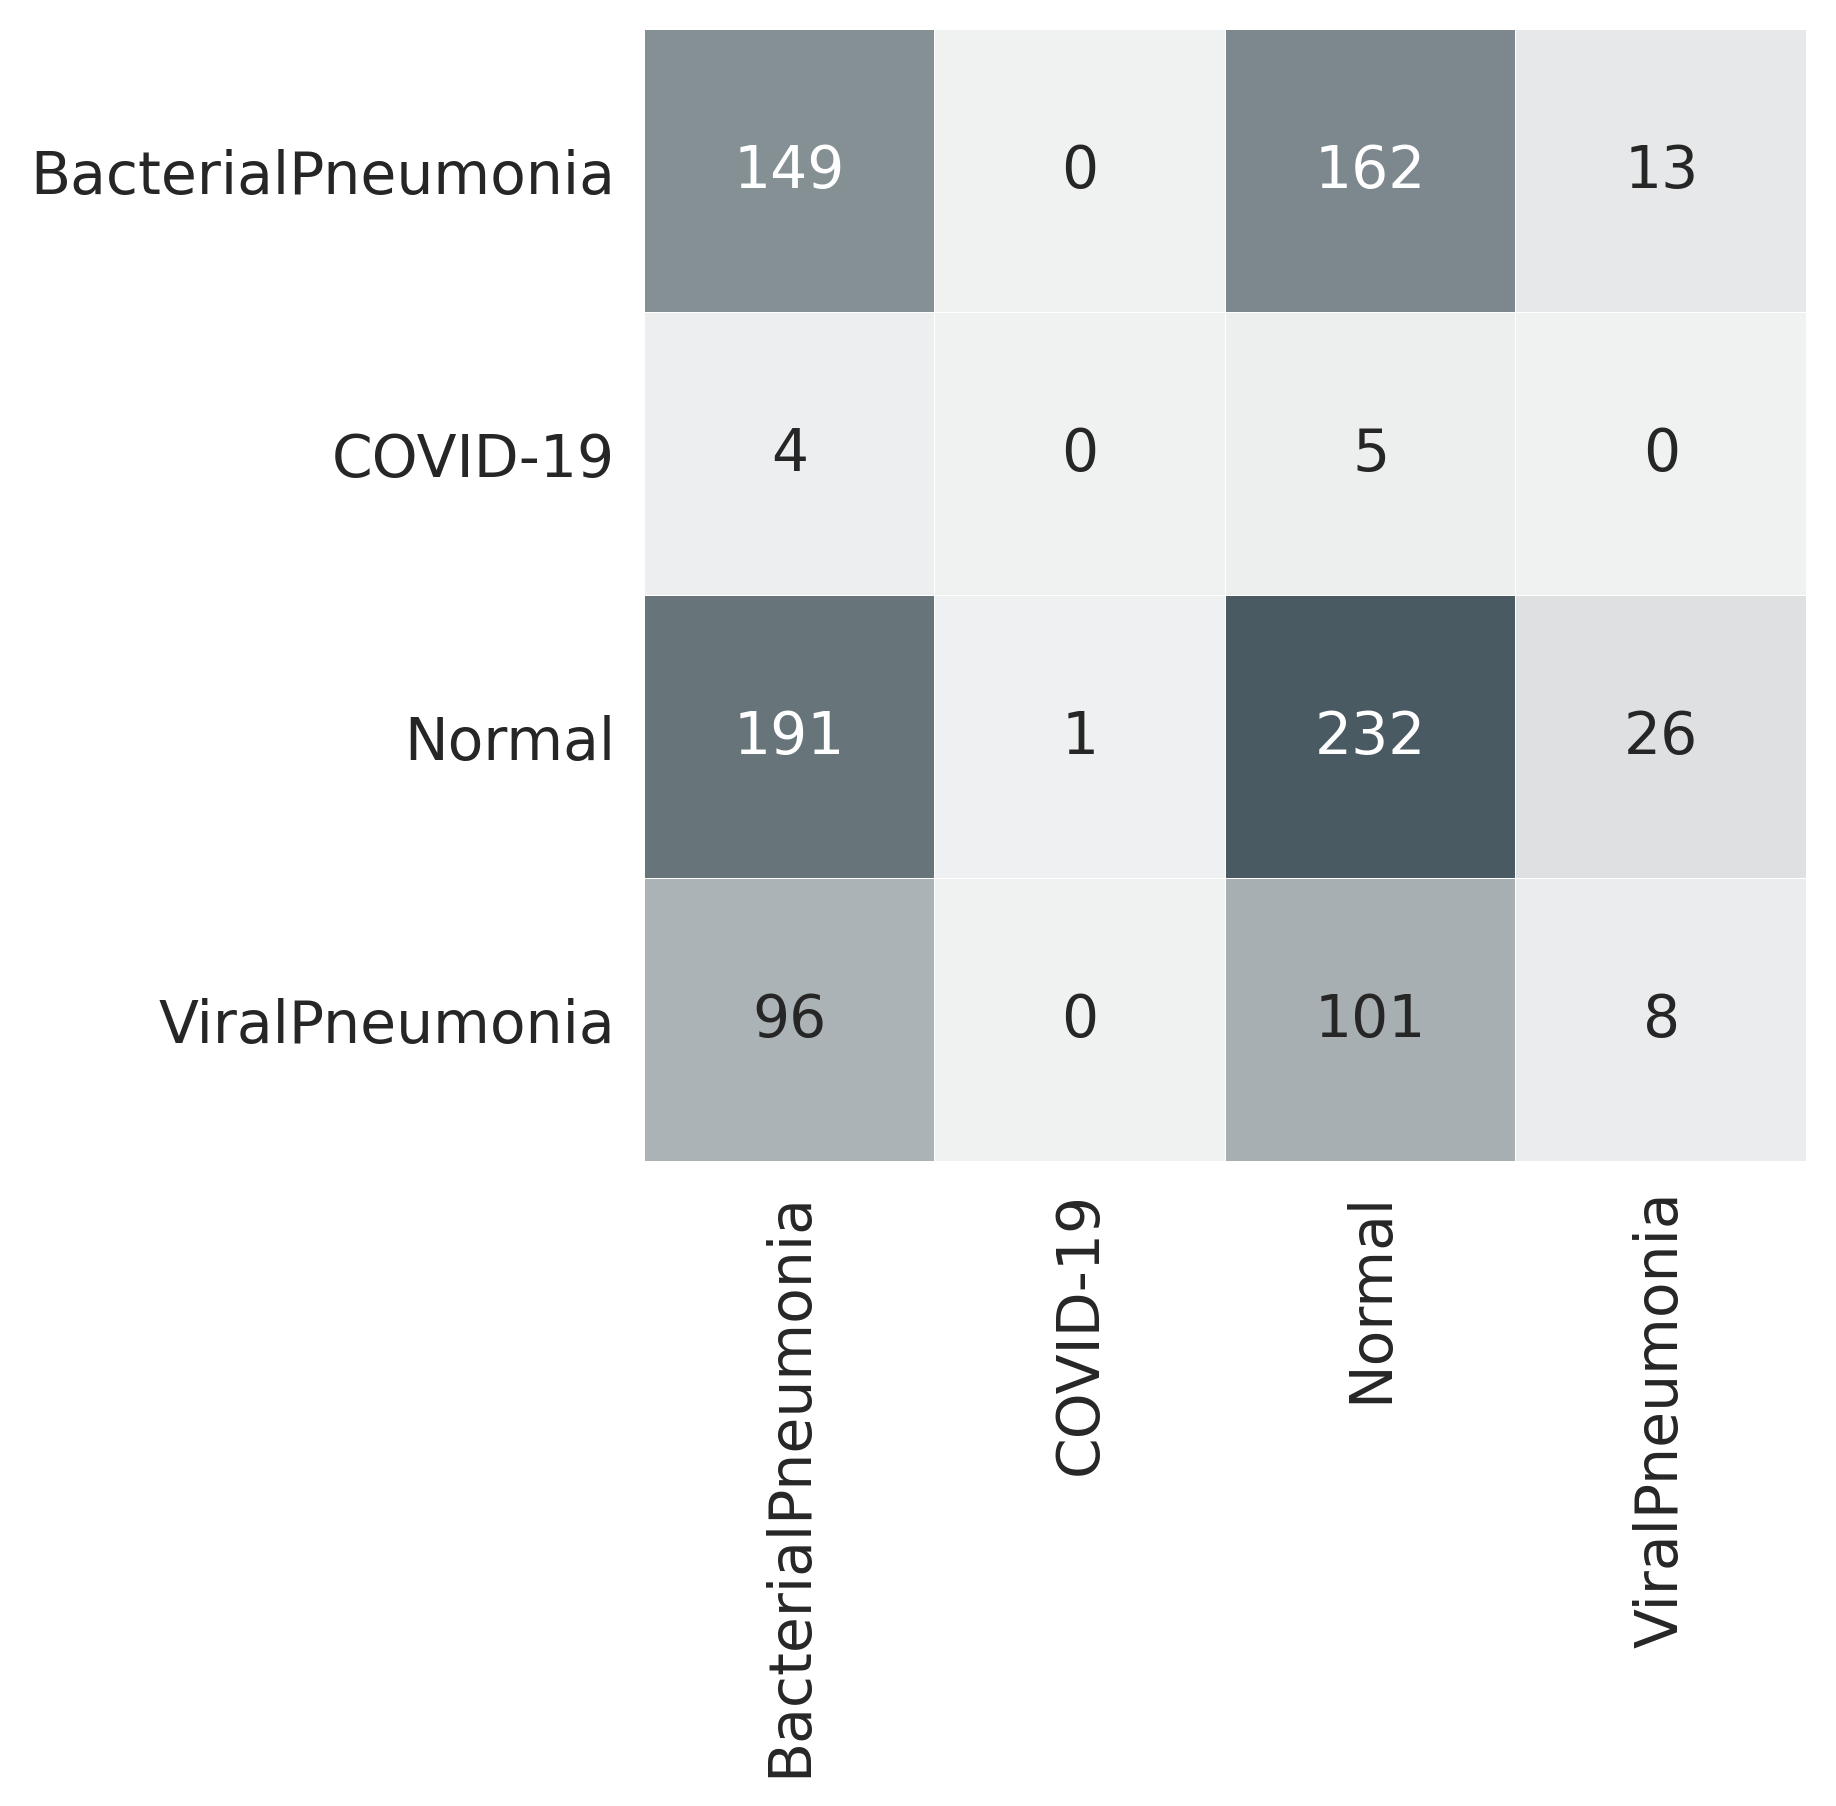 BacterialPneumonia 149 0 162 13
COVID-19 4 0 5 0
Normal 191 1 232 26
ViralPneumonia 96 0 101 8
BacterialPneumonia
COVID-19
Normal
ViralPneumonia